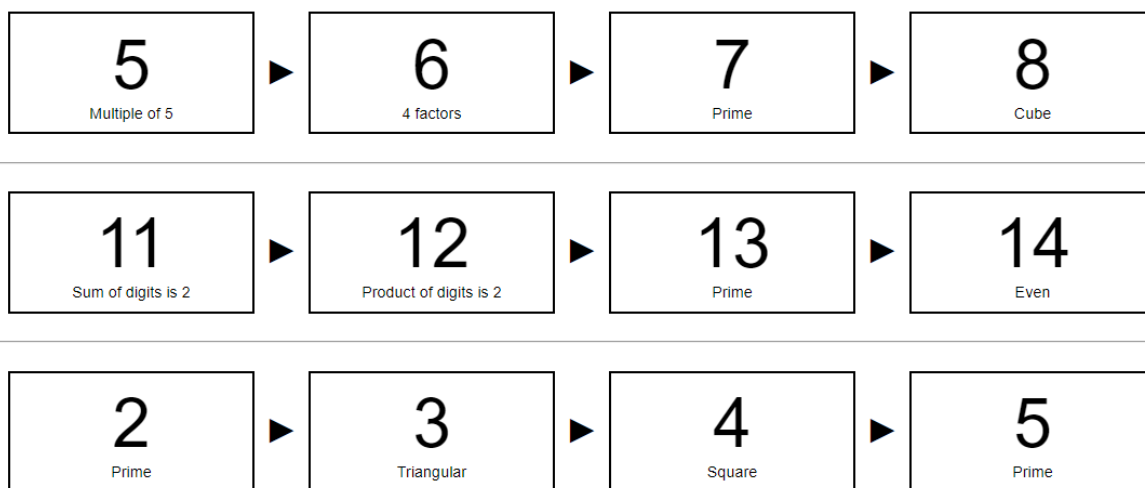 5 6 7 8
Multiple of 5 4 factors Prime Cube
11 12 13 14
Sum of digits is 2 Product of digits is 2 Prime Even
2 3 4 5
Prime Triangular Square Prime